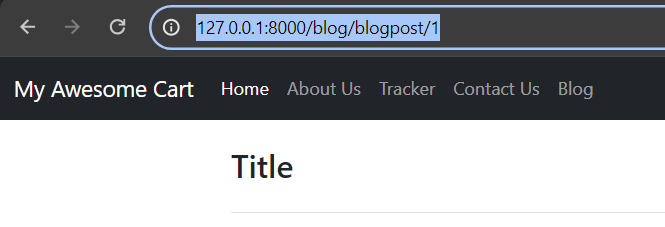 127.0.0.1:8000/blog/blogpost/1
My Awesome Cart Home About Us Tracker Contact Us Blog
Title